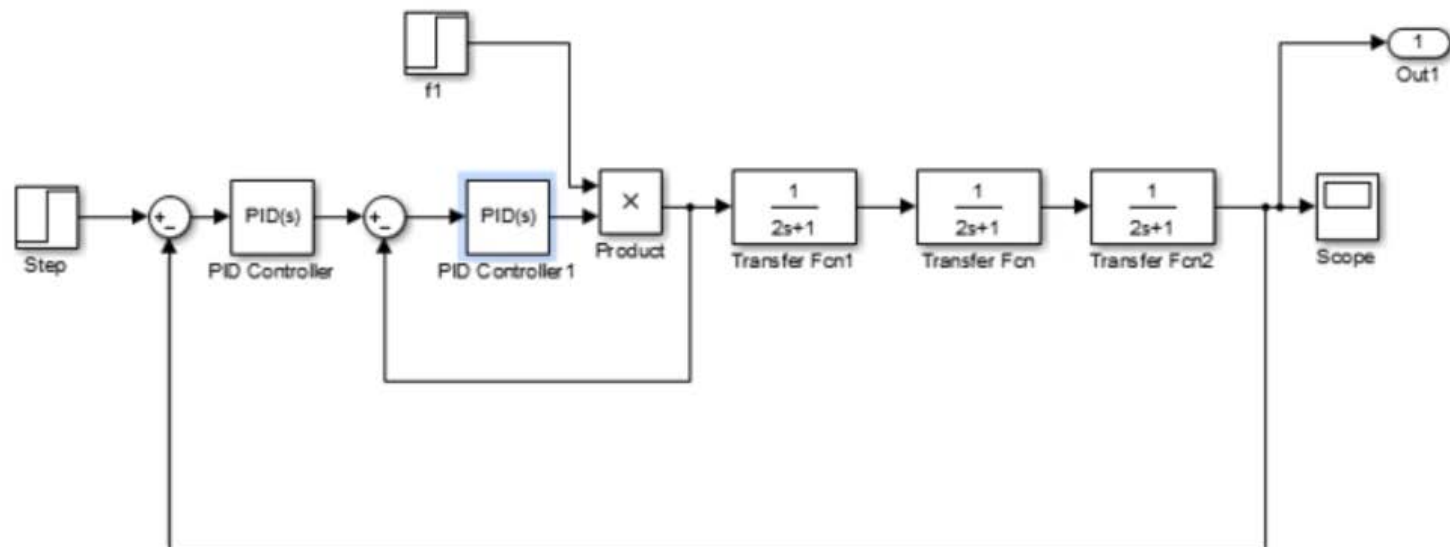 1
Out1
f1
Step
+
−
PID(s)
PID Controller
+
−
PID(s)
PID Controller1
×
Product
1
2s+1
Transfer Fcn1
1
2s+1
Transfer Fcn
1
2s+1
Transfer Fcn2
Scope